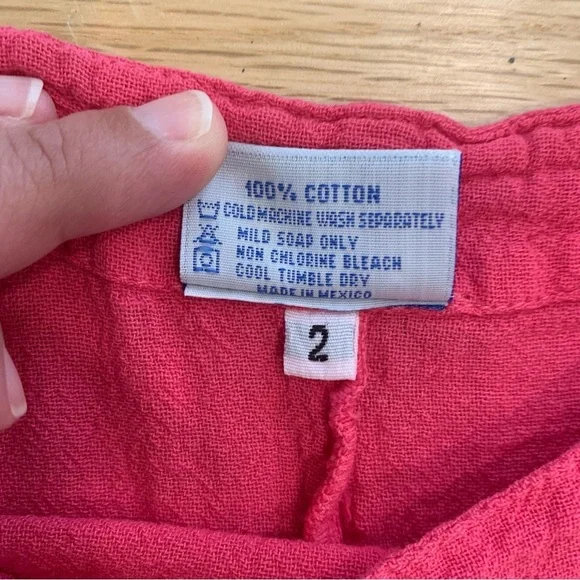 100% COTTON
COLD MACHINE WASH SEPARATELY
MILD SOAP ONLY
NON CHLORINE BLEACH
COOL TUMBLE DRY
MADE IN MEXICO
2